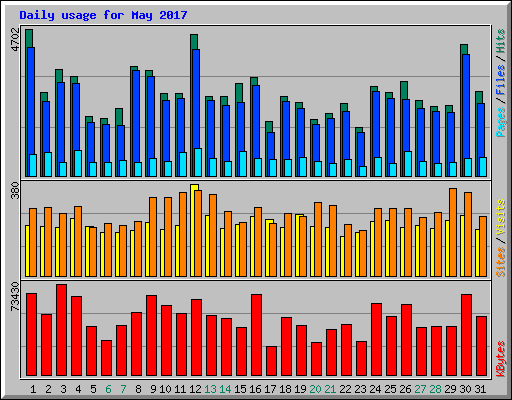 Daily usage for May 2017
4702
Pages / Files / Hits
380
Sites / Visits
73430
KBytes
1 2 3 4 5 6 7 8 9 10 11 12 13 14 15 16 17 18 19 20 21 22 23 24 25 26 27 28 29 30 31